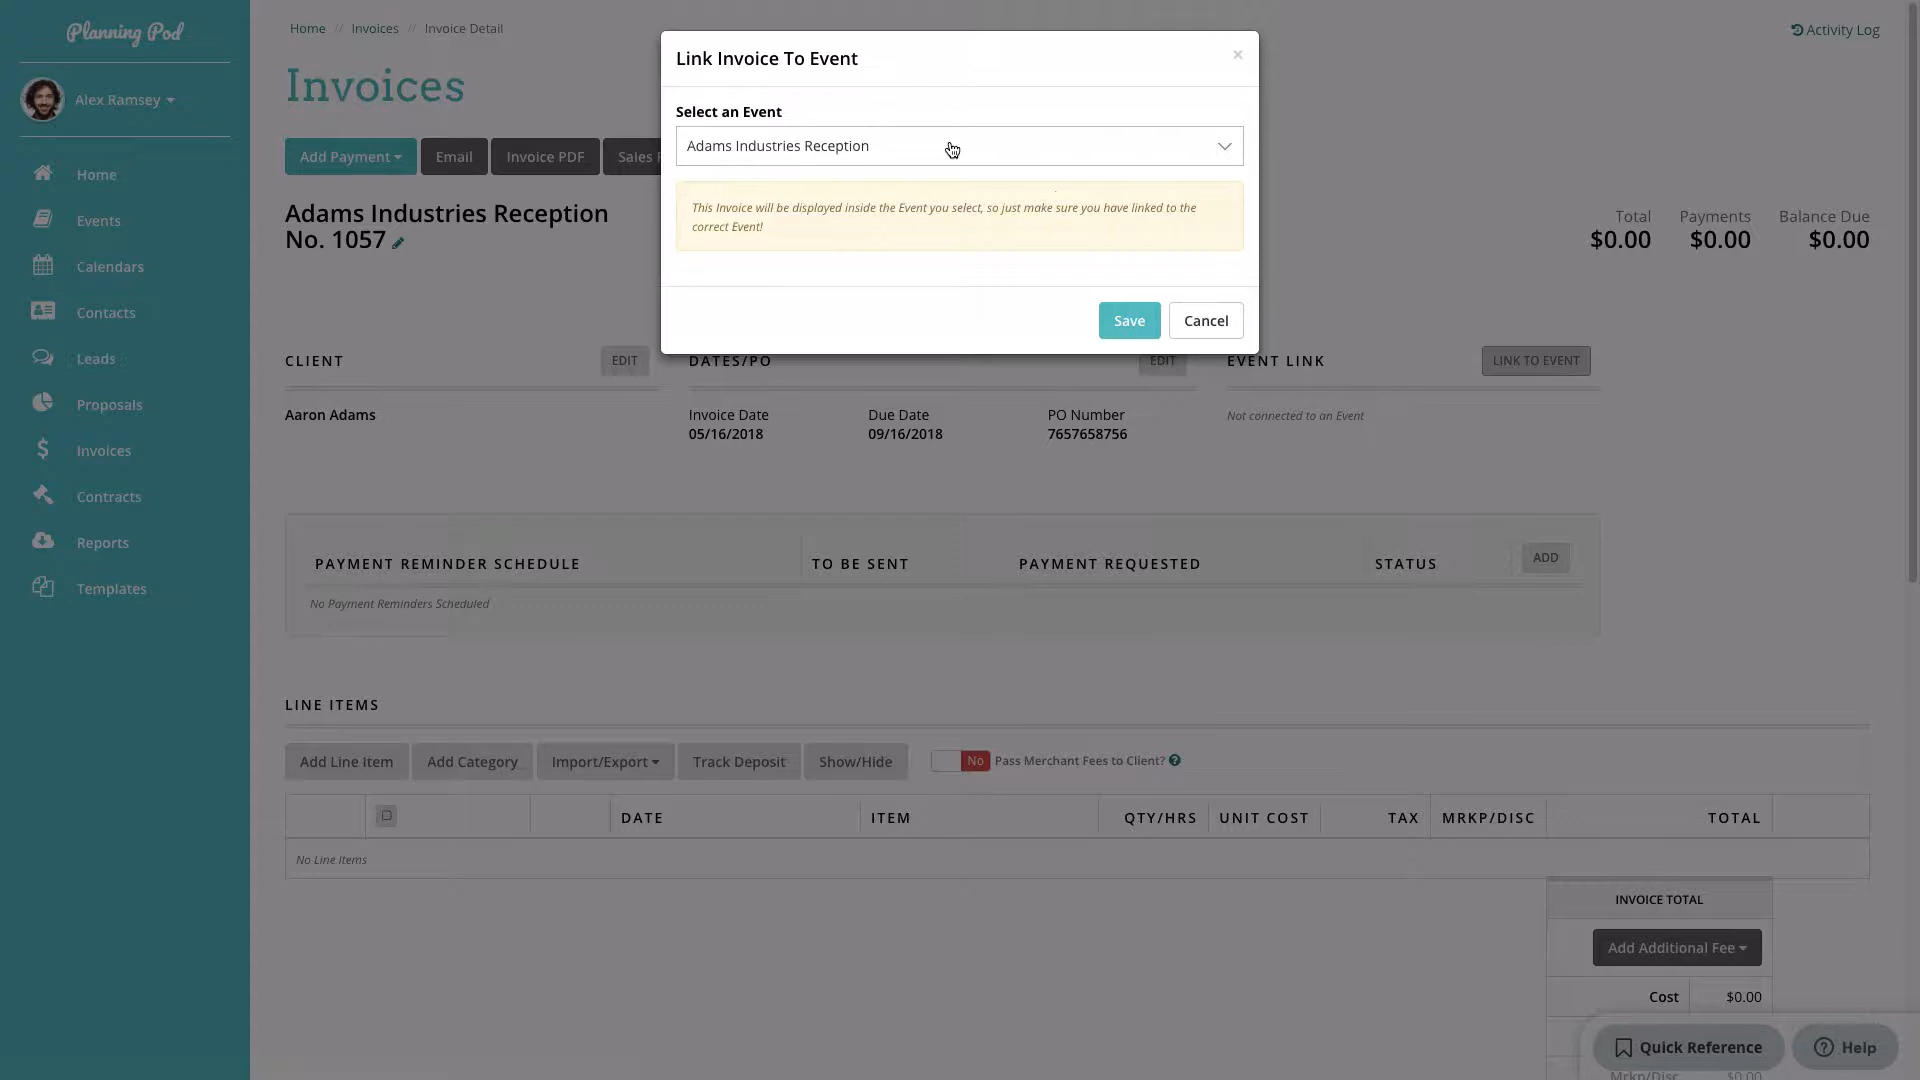 Planning Pod
Alex Ramsey
Home
Events
Calendars
Contacts
Leads
Proposals
Invoices
Contracts
Reports
Templates
Home // Invoices // Invoice Detail
Activity Log
Invoices
Add Payment
Email
Invoice PDF
Sales
Link Invoice To Event
×
Select an Event
Adams Industries Reception
This Invoice will be displayed inside the Event you select, so just make sure you have linked to the
correct Event!
Save
Cancel
Adams Industries Reception
No. 1057
Total
$0.00
Payments
$0.00
Balance Due
$0.00
CLIENT
EDIT
Aaron Adams
DATES/PO
EDIT
Invoice Date
05/16/2018
Due Date
09/16/2018
PO Number
7657658756
EVENT LINK
LINK TO EVENT
Not connected to an Event
PAYMENT REMINDER SCHEDULE
TO BE SENT
PAYMENT REQUESTED
STATUS
ADD
No Payment Reminders Scheduled
LINE ITEMS
Add Line Item
Add Category
Import/Export
Track Deposit
Show/Hide
No
Pass Merchant Fees to Client?
DATE
ITEM
QTY/HRS
UNIT COST
TAX
MRKP/DISC
TOTAL
No Line Items
INVOICE TOTAL
Add Additional Fee
Cost
$0.00
Quick Reference
Help
Mrkp/Disc
$0.00